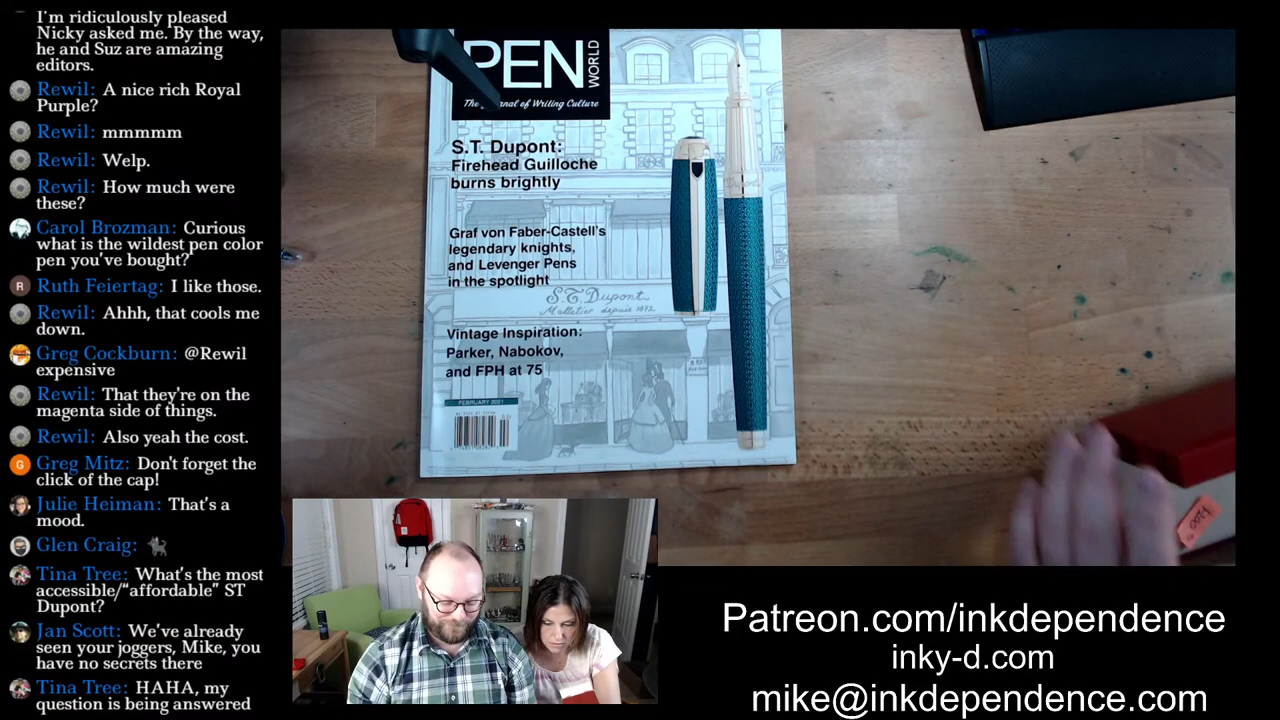 I'm ridiculously pleased
Nicky asked me. By the way,
he and Suz are amazing
editors.
Rewil: A nice rich Royal
Purple?
Rewil: mmmmm
Rewil: Welp.
Rewil: How much were
these?
Carol Brozman: Curious
what is the wildest pen color
pen you've bought?
Ruth Feiertag: I like those.
Rewil: Ahhh, that cools me
down.
Greg Cockburn: @Rewil
expensive
Rewil: That they're on the
magenta side of things.
Rewil: Also yeah the cost.
Greg Mitz: Don't forget the
click of the cap!
Julie Heiman: That's a
mood.
Glen Craig:
Tina Tree: What's the most
accessible/“affordable” ST
Dupont?
Jan Scott: We've already
seen your joggers, Mike, you
have no secrets there
Tina Tree: HAHA, my
question is being answered
PEN WORLD
The Journal of Writing Culture
S.T. Dupont:
Firehead Guilloche
burns brightly
Graf von Faber-Castell's
legendary knights,
and Levenger Pens
in the spotlight
S.T. Dupont
Malletier depuis 1872
Vintage Inspiration:
Parker, Nabokov,
and FPH at 75
FEBRUARY 2021
Patreon.com/inkdependence
inky-d.com
mike@inkdependence.com